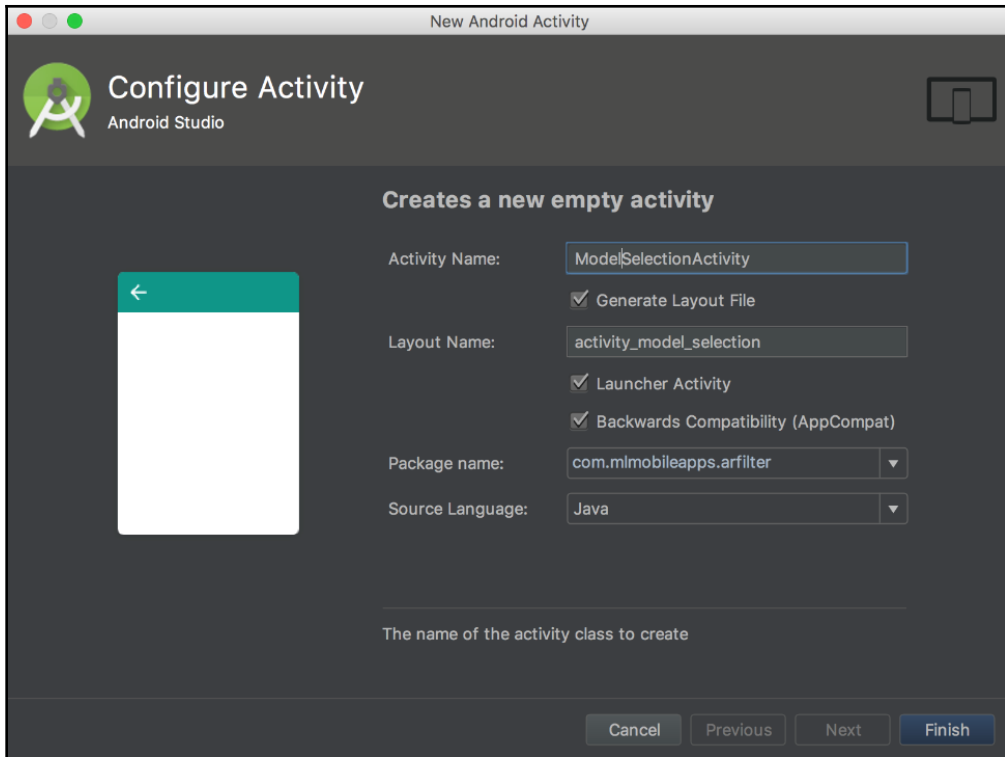 New Android Activity
Configure Activity
Android Studio
Creates a new empty activity
Activity Name: ModelSelectionActivity
Generate Layout File
Layout Name: activity_model_selection
Launcher Activity
Backwards Compatibility (AppCompat)
Package name: com.mlmobileapps.arfilter
Source Language: Java
The name of the activity class to create
Cancel Previous Next Finish